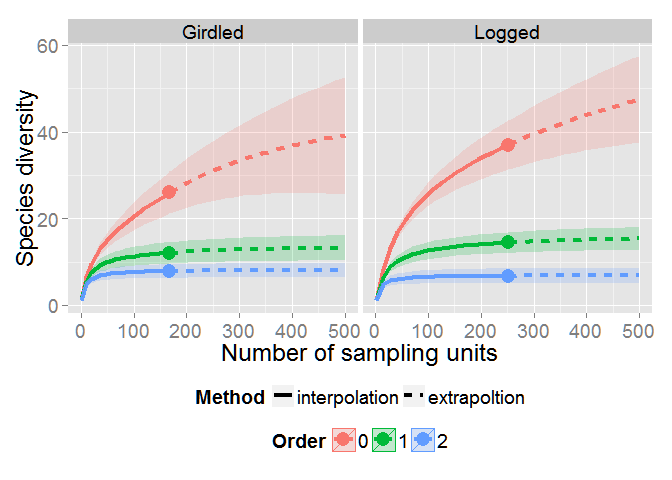 Girdled Logged
60
40
20
0
Species diversity
0 100 200 300 400 500 0 100 200 300 400 500
Number of sampling units
Method interpolation extrapoltion
Order 0 1 2